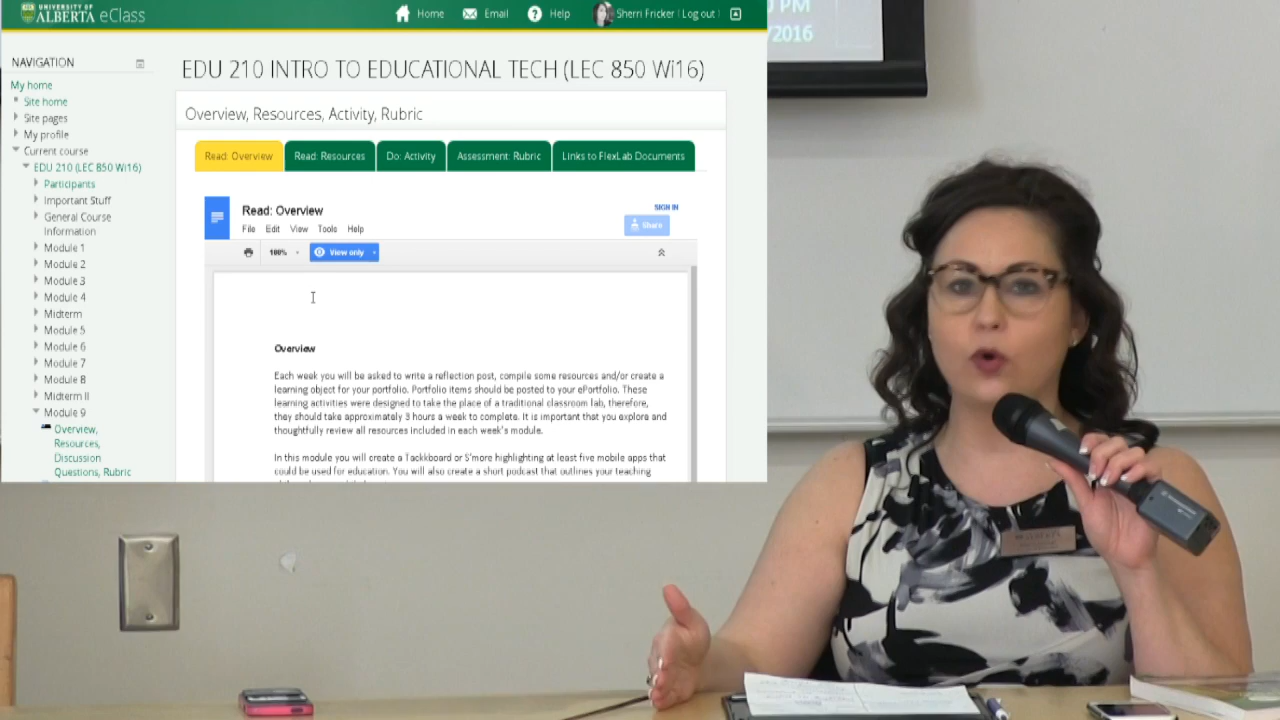 UNIVERSITY OF
ALBERTA eClass
Home
Email
Help
Sherri Fricker | Log out
0 PM
/2016
NAVIGATION
My home
Site home
Site pages
My profile
Current course
EDU 210 (LEC 850 Wi16)
Participants
Important Stuff
General Course
Information
Module 1
Module 2
Module 3
Module 4
Midterm
Module 5
Module 6
Module 7
Module 8
Midterm II
Module 9
Overview,
Resources,
Discussion
Questions, Rubric
EDU 210 INTRO TO EDUCATIONAL TECH (LEC 850 Wi16)
Overview, Resources, Activity, Rubric
Read: Overview
Read: Resources
Do: Activity
Assessment: Rubric
Links to FlexLab Documents
Read: Overview
SIGN IN
File Edit View Tools Help
Share
100%
View only
Overview
Each week you will be asked to write a reflection post, compile some resources and/or create a
learning object for your portfolio. Portfolio items should be posted to your ePortfolio. These
learning activities were designed to take the place of a traditional classroom lab, therefore,
they should take approximately 3 hours a week to complete. It is important that you explore and
thoughtfully review all resources included in each week's module.
In this module you will create a Tackkboard or S'more highlighting at least five mobile apps that
could be used for education. You will also create a short podcast that outlines your teaching